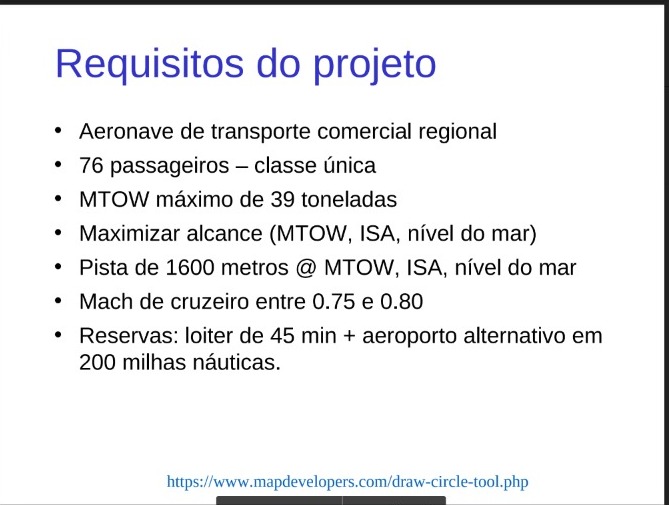 Requisitos do projeto
• Aeronave de transporte comercial regional
• 76 passageiros – classe única
• MTOW máximo de 39 toneladas
• Maximizar alcance (MTOW, ISA, nível do mar)
• Pista de 1600 metros @ MTOW, ISA, nível do mar
• Mach de cruzeiro entre 0.75 e 0.80
• Reservas: loiter de 45 min + aeroporto alternativo em
200 milhas náuticas.
https://www.mapdevelopers.com/draw-circle-tool.php